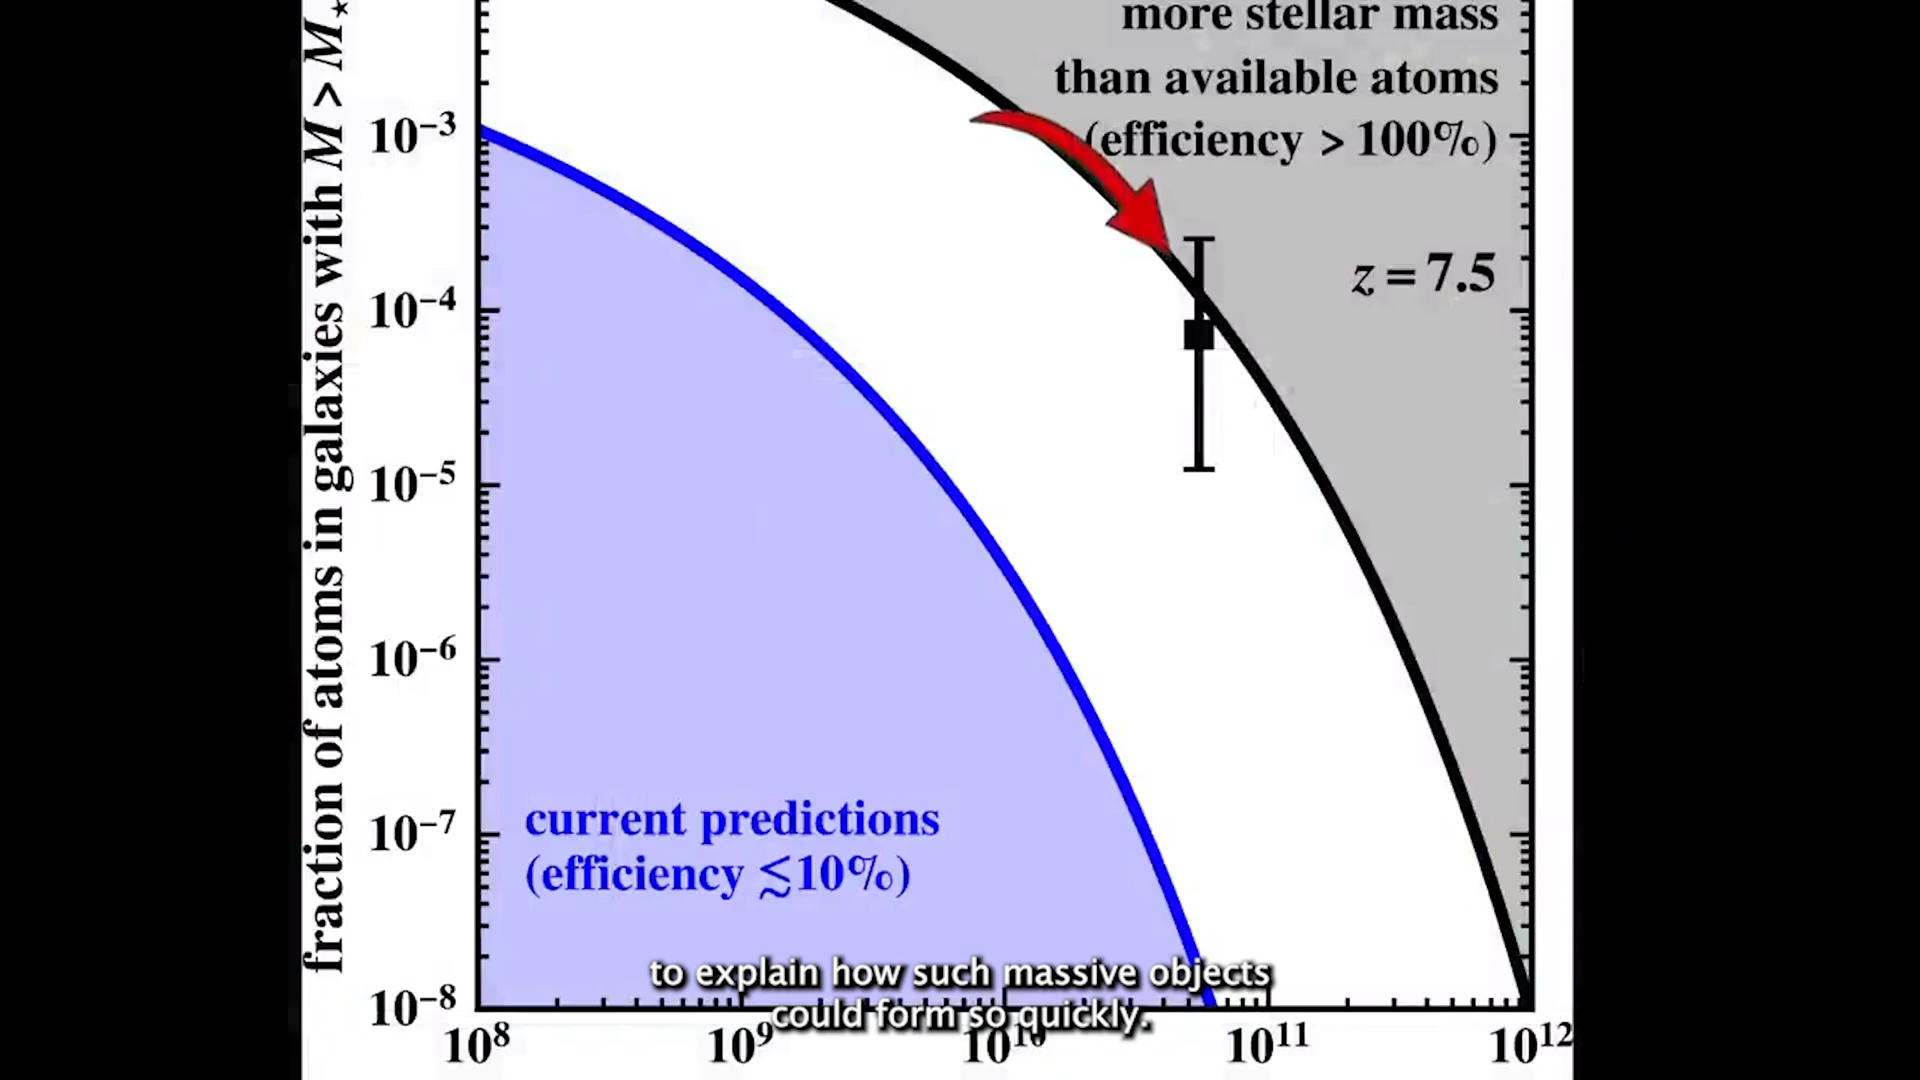 more stellar mass
than available atoms
(efficiency > 100%)
z = 7.5
fraction of atoms in galaxies with M > M⋆
10⁻³
10⁻⁴
10⁻⁵
10⁻⁶
10⁻⁷
10⁻⁸
current predictions
(efficiency ≲10%)
to explain how such massive objects
could form so quickly.
10⁸ 10⁹ 10¹⁰ 10¹¹ 10¹²